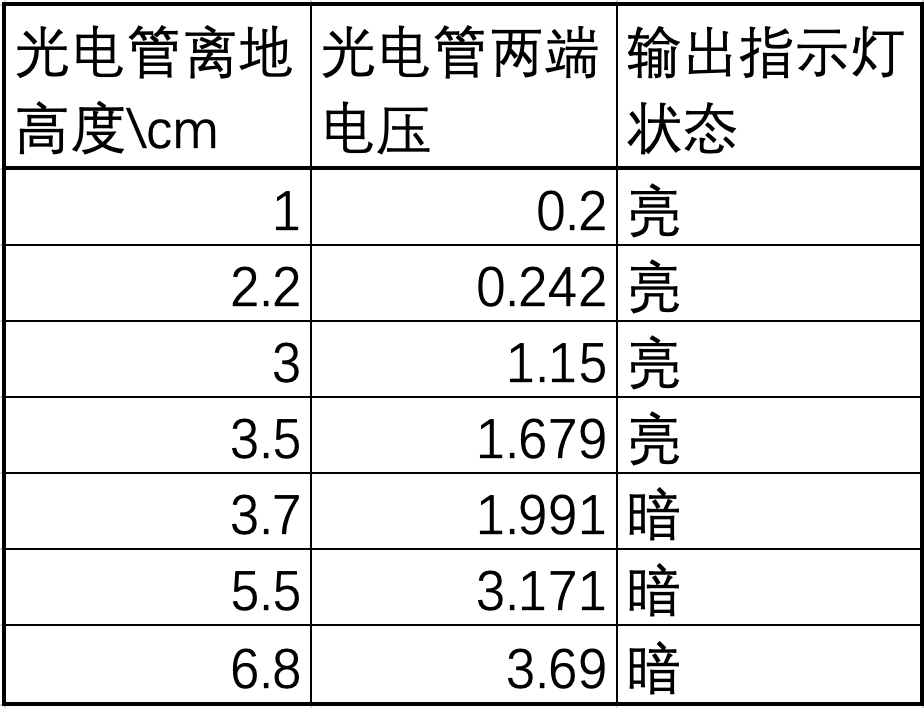 光电管离地高度\cm 光电管两端电压 输出指示灯状态
1 0.2 亮
2.2 0.242 亮
3 1.15 亮
3.5 1.679 亮
3.7 1.991 暗
5.5 3.171 暗
6.8 3.69 暗